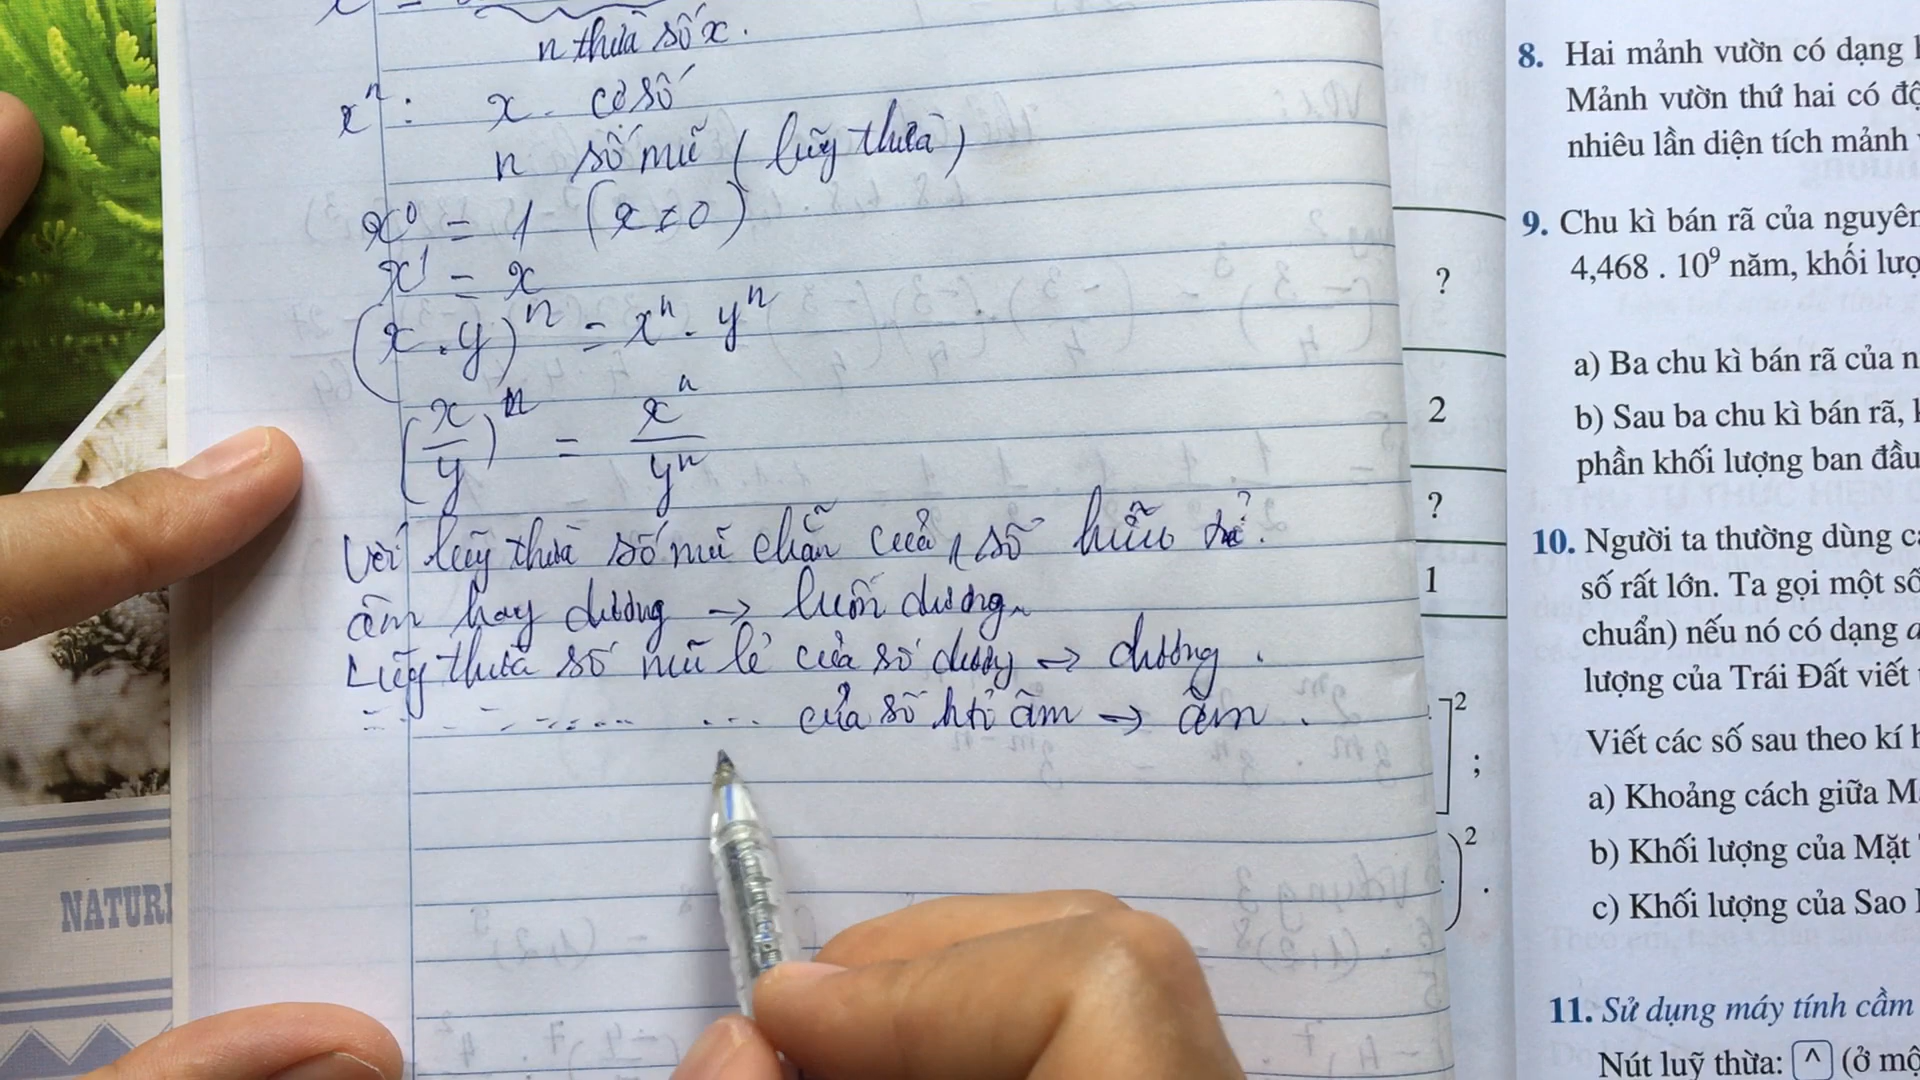 n thừa số x.
xⁿ : x - cơ số
n số mũ (lũy thừa)
x⁰ = 1 (x ≠ 0)
x¹ = x
(x . y)ⁿ = xⁿ . yⁿ
(x/y)ⁿ = xⁿ/yⁿ
Với lũy thừa số mũ chẵn của 1 số hữu tỉ
âm hay dương → luôn dương.
Lũy thừa số mũ lẻ của số dương → dương.
của số hti âm → âm.
NATUR
?
2
?
1
]²
;
)²
.
8. Hai mảnh vườn có dạng
Mảnh vườn thứ hai có độ
nhiêu lần diện tích mảnh
9. Chu kì bán rã của nguyên
4,468 . 10⁹ năm, khối lượ
a) Ba chu kì bán rã của n
b) Sau ba chu kì bán rã,
phần khối lượng ban đầu
10. Người ta thường dùng c
số rất lớn. Ta gọi một số
chuẩn) nếu nó có dạng a
lượng của Trái Đất viết
Viết các số sau theo kí h
a) Khoảng cách giữa M
b) Khối lượng của Mặt
c) Khối lượng của Sao
11. Sử dụng máy tính cầm
Nút luỹ thừa: ^ (ở mộ